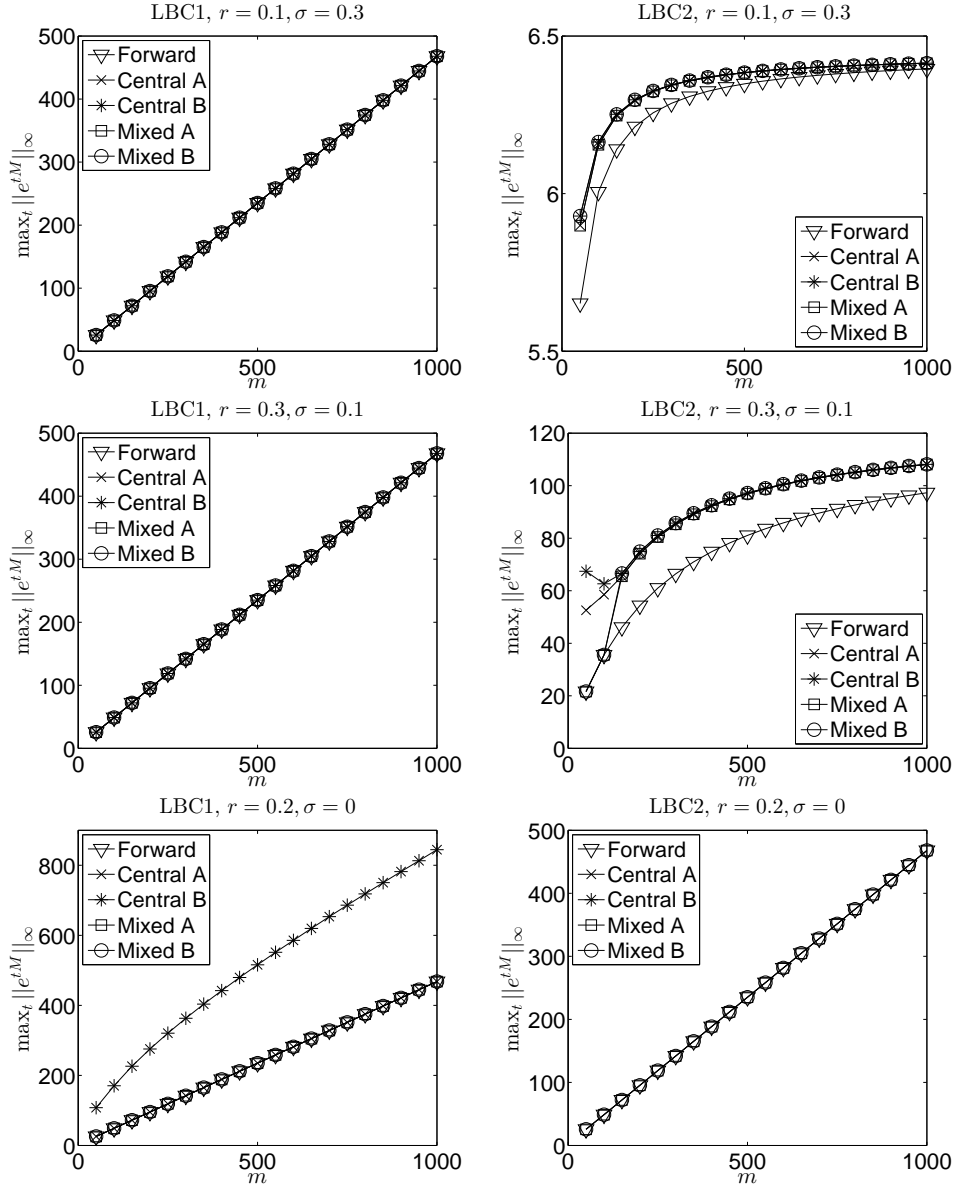 LBC1, r = 0.1, σ = 0.3
500
400
300
200
100
0
0
500
1000
m
max_t ||e^{tM}||_∞
Forward
Central A
Central B
Mixed A
Mixed B
LBC2, r = 0.1, σ = 0.3
6.5
6
5.5
0
500
1000
m
max_t ||e^{tM}||_∞
Forward
Central A
Central B
Mixed A
Mixed B
LBC1, r = 0.3, σ = 0.1
500
400
300
200
100
0
0
500
1000
m
max_t ||e^{tM}||_∞
Forward
Central A
Central B
Mixed A
Mixed B
LBC2, r = 0.3, σ = 0.1
120
100
80
60
40
20
0
0
500
1000
m
max_t ||e^{tM}||_∞
Forward
Central A
Central B
Mixed A
Mixed B
LBC1, r = 0.2, σ = 0
800
600
400
200
0
0
500
1000
m
max_t ||e^{tM}||_∞
Forward
Central A
Central B
Mixed A
Mixed B
LBC2, r = 0.2, σ = 0
500
400
300
200
100
0
0
500
1000
m
max_t ||e^{tM}||_∞
Forward
Central A
Central B
Mixed A
Mixed B